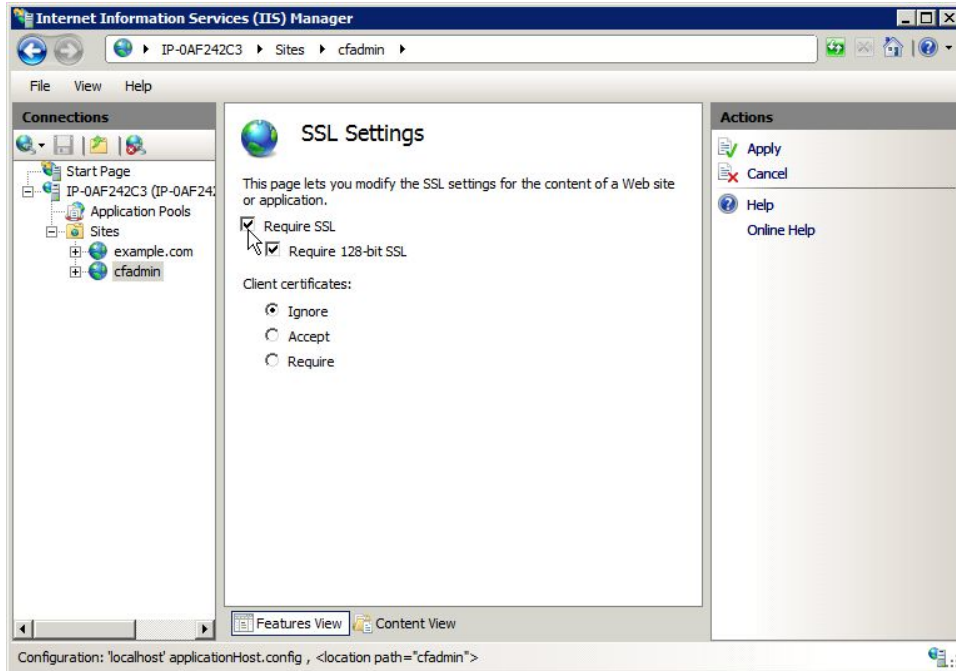 Internet Information Services (IIS) Manager
IP-0AF242C3 Sites cfadmin
File View Help
Connections
Start Page
IP-0AF242C3 (IP-0AF24
Application Pools
Sites
example.com
cfadmin
SSL Settings
This page lets you modify the SSL settings for the content of a Web site
or application.
Require SSL
Require 128-bit SSL
Client certificates:
Ignore
Accept
Require
Features View Content View
Actions
Apply
Cancel
Help
Online Help
Configuration: 'localhost' applicationHost.config , <location path="cfadmin">